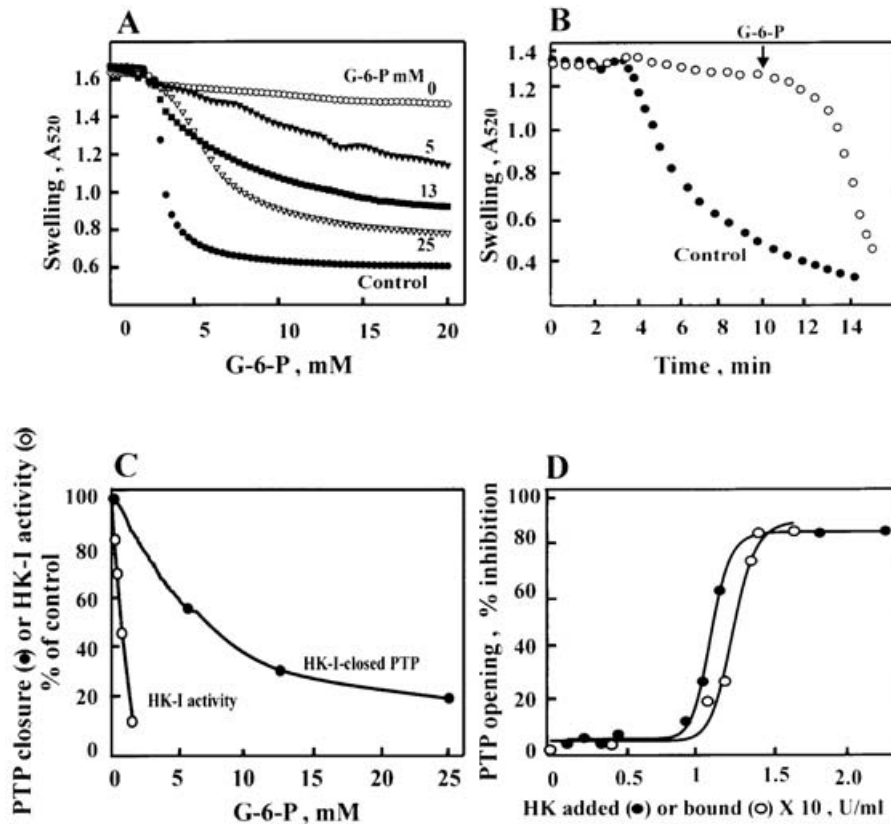 A
G-6-P mM
0
5
13
25
Control
1.6
1.4
1.2
1.0
0.8
0.6
Swelling , A520
0 5 10 15 20
G-6-P , mM
B
G-6-P
Control
1.4
1.2
1.0
0.6
0.4
Swelling , A520
0 2 4 6 8 10 12 14
Time , min
C
PTP closure (●) or HK-I activity (○)
% of control
100
80
60
40
20
0
HK-I-closed PTP
HK-I activity
0 5 10 15 20 25
G-6-P , mM
D
PTP opening , % inhibition
100
80
60
40
20
0
0 0.5 1 1.5 2.0
HK added (●) or bound (○) X 10 , U/ml